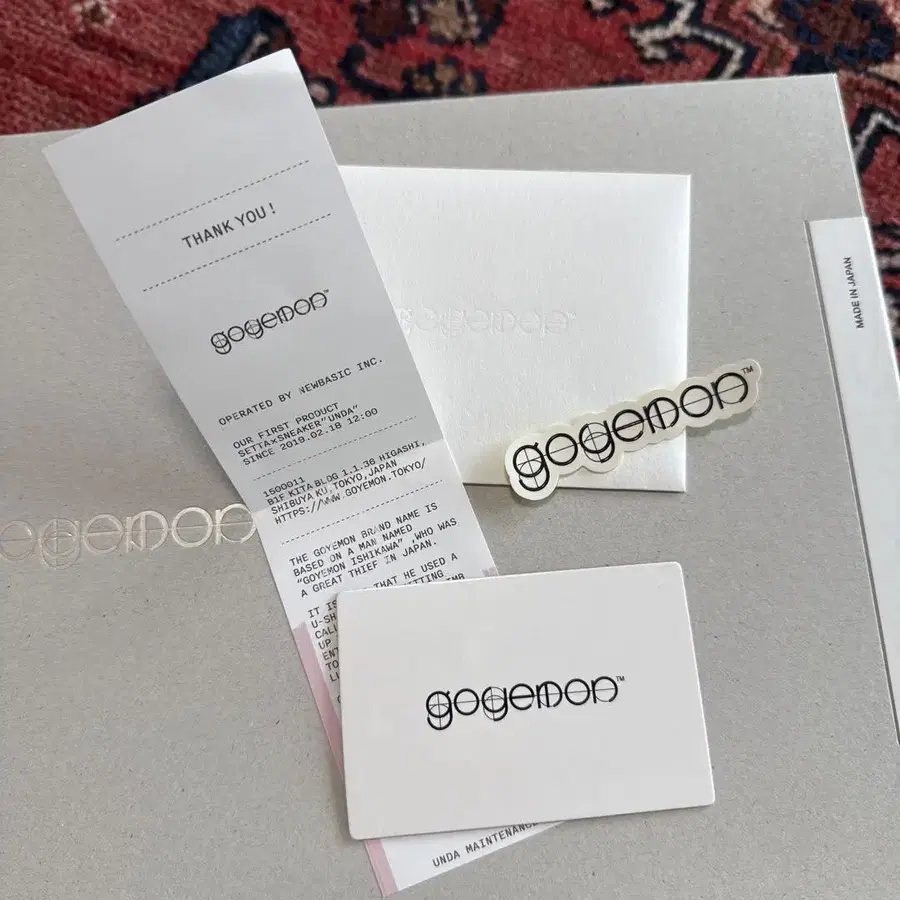 THANK YOU!
goyemon™
OPERATED BY NEWBASIC INC.
OUR FIRST PRODUCT
SETTA×SNEAKER"UNDA"
SINCE 2019.02.18 12:00
1500011
B1F KITA BLDG 1.1.36 HIGASHI,
SHIBUYA KU,TOKYO,JAPAN
HTTPS://WWW.GOYEMON.TOKYO/
THE GOYEMON BRAND NAME IS
BASED ON A MAN NAMED
"GOYEMON ISHIKAWA" ,WHO WAS
A GREAT THIEF IN JAPAN.
THAT HE USED A
UP
UNDA MAINTENANCE
goyemon™
goyemon™
goyemon™
goyemon
MADE IN JAPAN